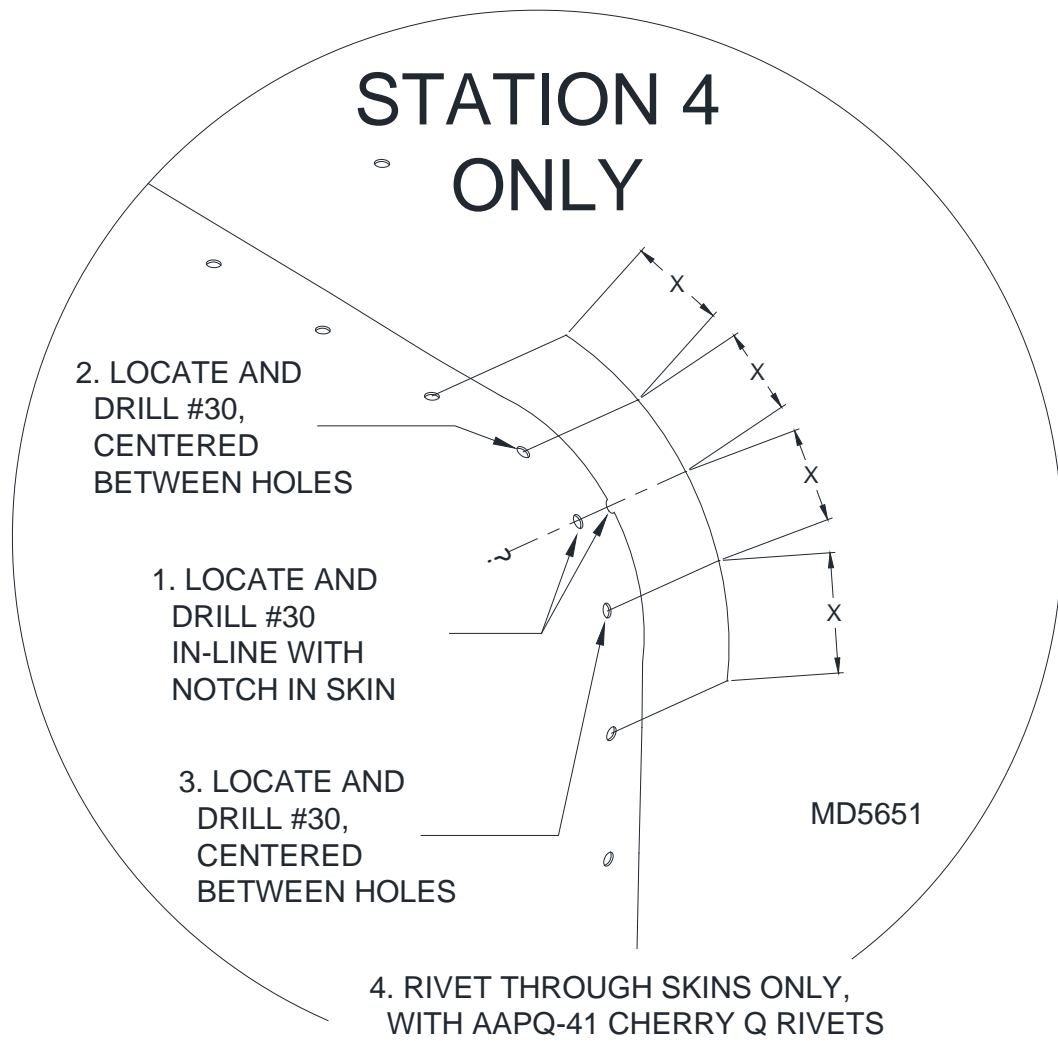 STATION 4
ONLY
X
X
X
X
2. LOCATE AND
DRILL #30,
CENTERED
BETWEEN HOLES
1. LOCATE AND
DRILL #30
IN-LINE WITH
NOTCH IN SKIN
3. LOCATE AND
DRILL #30,
CENTERED
BETWEEN HOLES
MD5651
4. RIVET THROUGH SKINS ONLY,
WITH AAPQ-41 CHERRY Q RIVETS